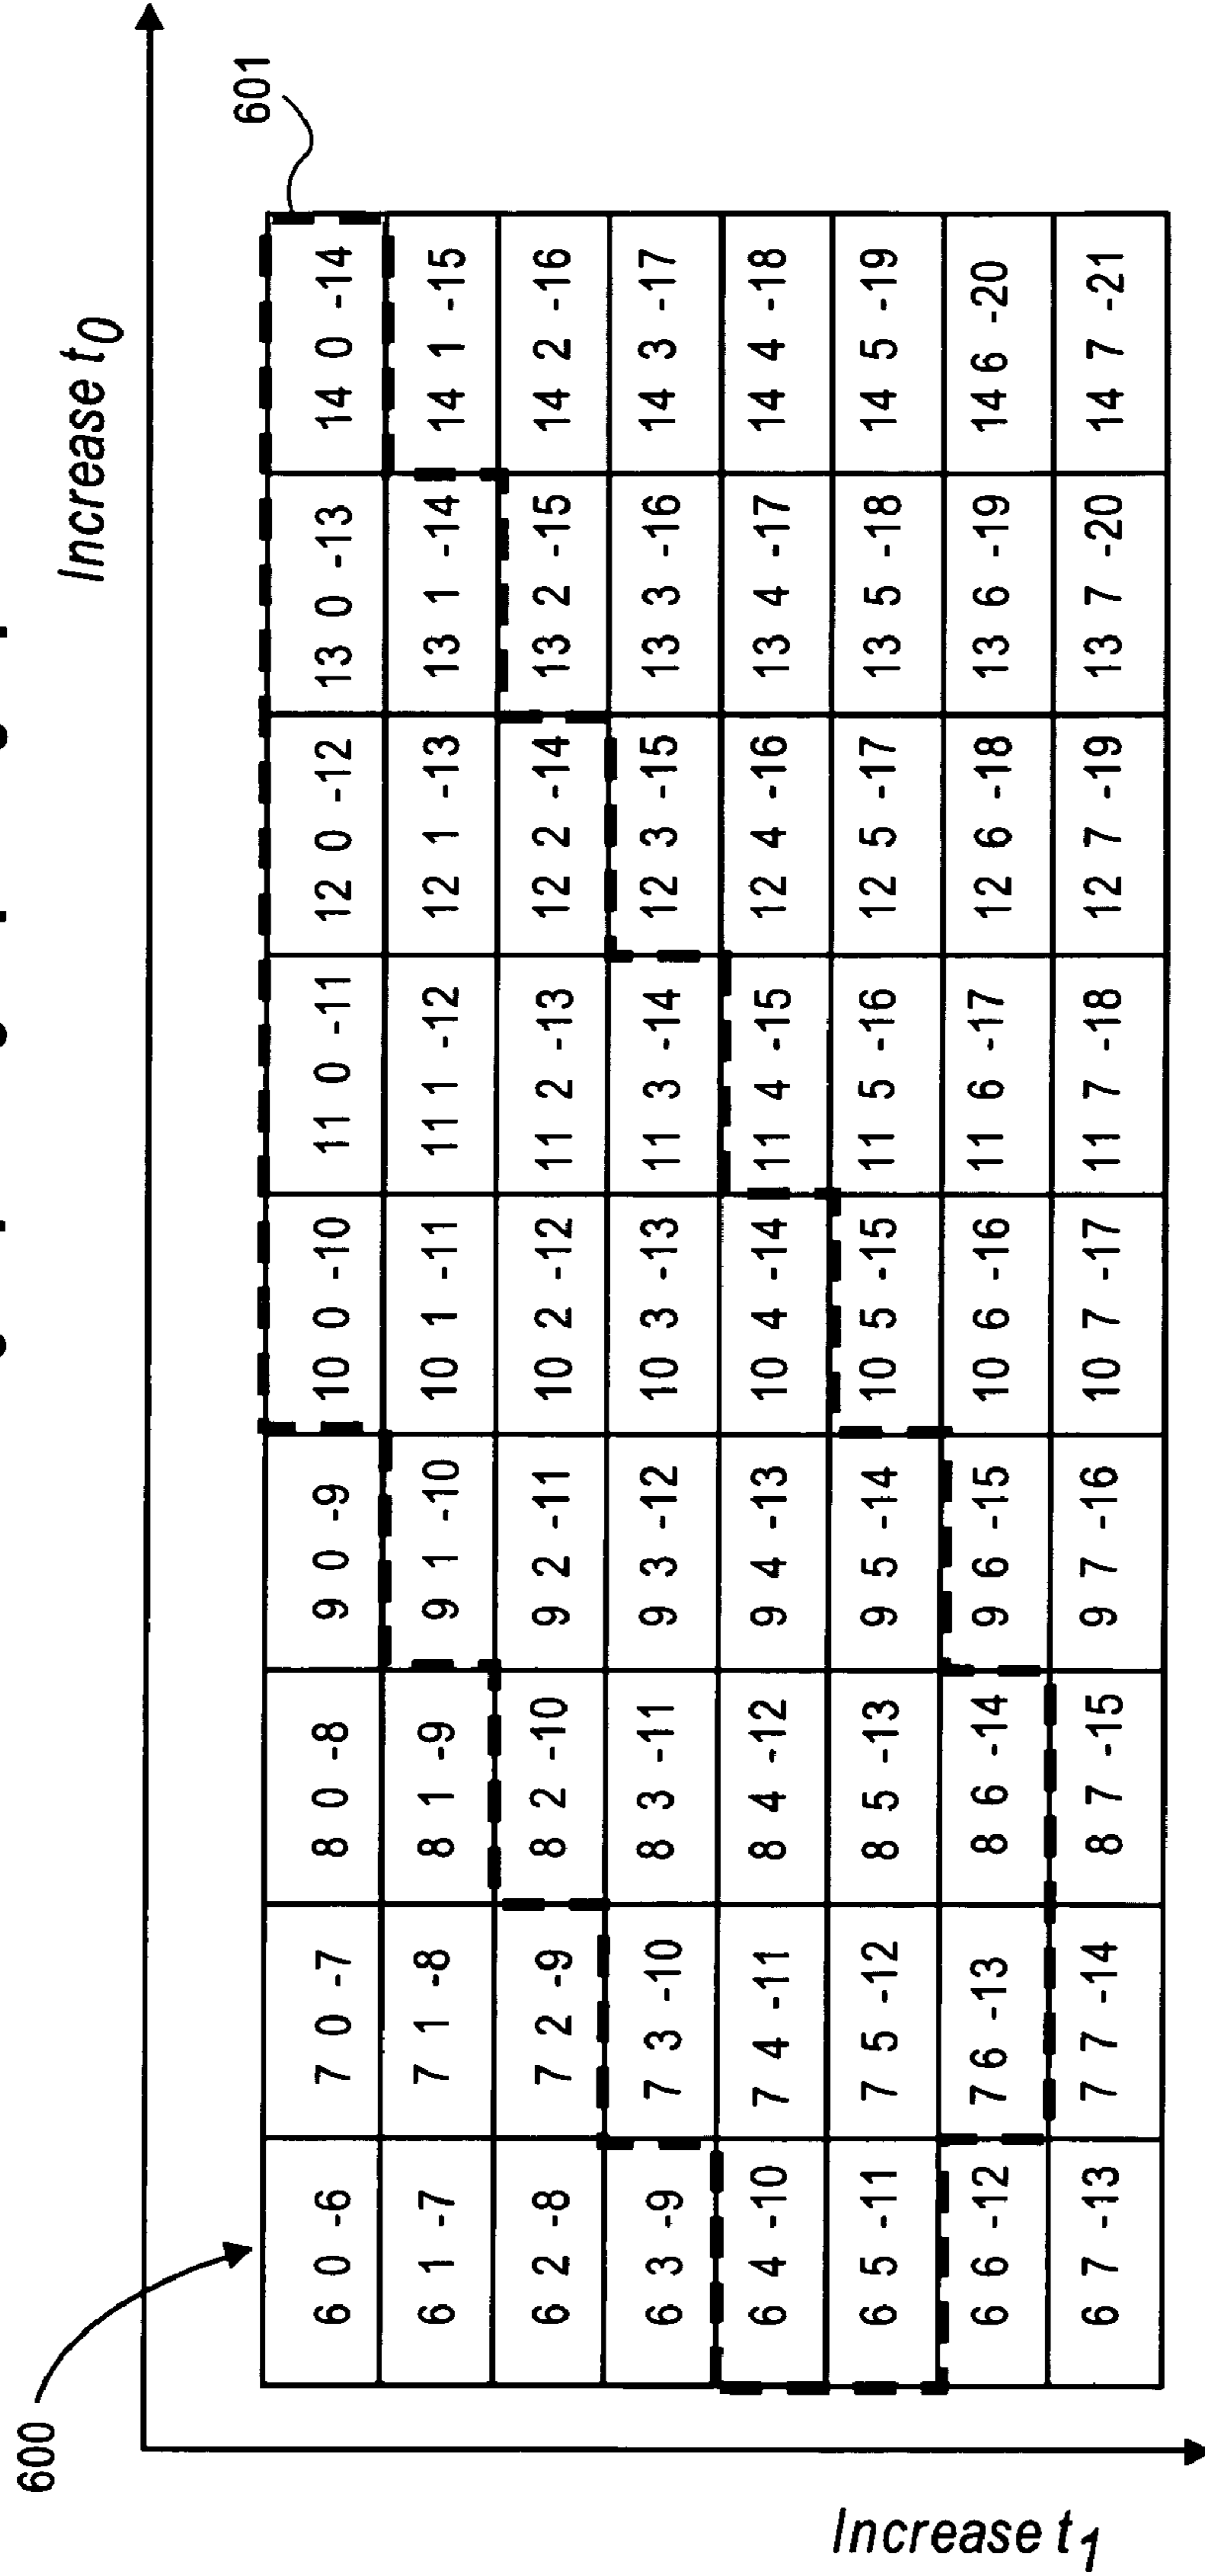 600
Increase t0
601
6 0 -6 7 0 -7 8 0 -8 9 0 -9 10 0 -10 11 0 -11 12 0 -12 13 0 -13 14 0 -14
6 1 -7 7 1 -8 8 1 -9 9 1 -10 10 1 -11 11 1 -12 12 1 -13 13 1 -14 14 1 -15
6 2 -8 7 2 -9 8 2 -10 9 2 -11 10 2 -12 11 2 -13 12 2 -14 13 2 -15 14 2 -16
6 3 -9 7 3 -10 8 3 -11 9 3 -12 10 3 -13 11 3 -14 12 3 -15 13 3 -16 14 3 -17
6 4 -10 7 4 -11 8 4 -12 9 4 -13 10 4 -14 11 4 -15 12 4 -16 13 4 -17 14 4 -18
6 5 -11 7 5 -12 8 5 -13 9 5 -14 10 5 -15 11 5 -16 12 5 -17 13 5 -18 14 5 -19
6 6 -12 7 6 -13 8 6 -14 9 6 -15 10 6 -16 11 6 -17 12 6 -18 13 6 -19 14 6 -20
6 7 -13 7 7 -14 8 7 -15 9 7 -16 10 7 -17 11 7 -18 12 7 -19 13 7 -20 14 7 -21
Increase t1